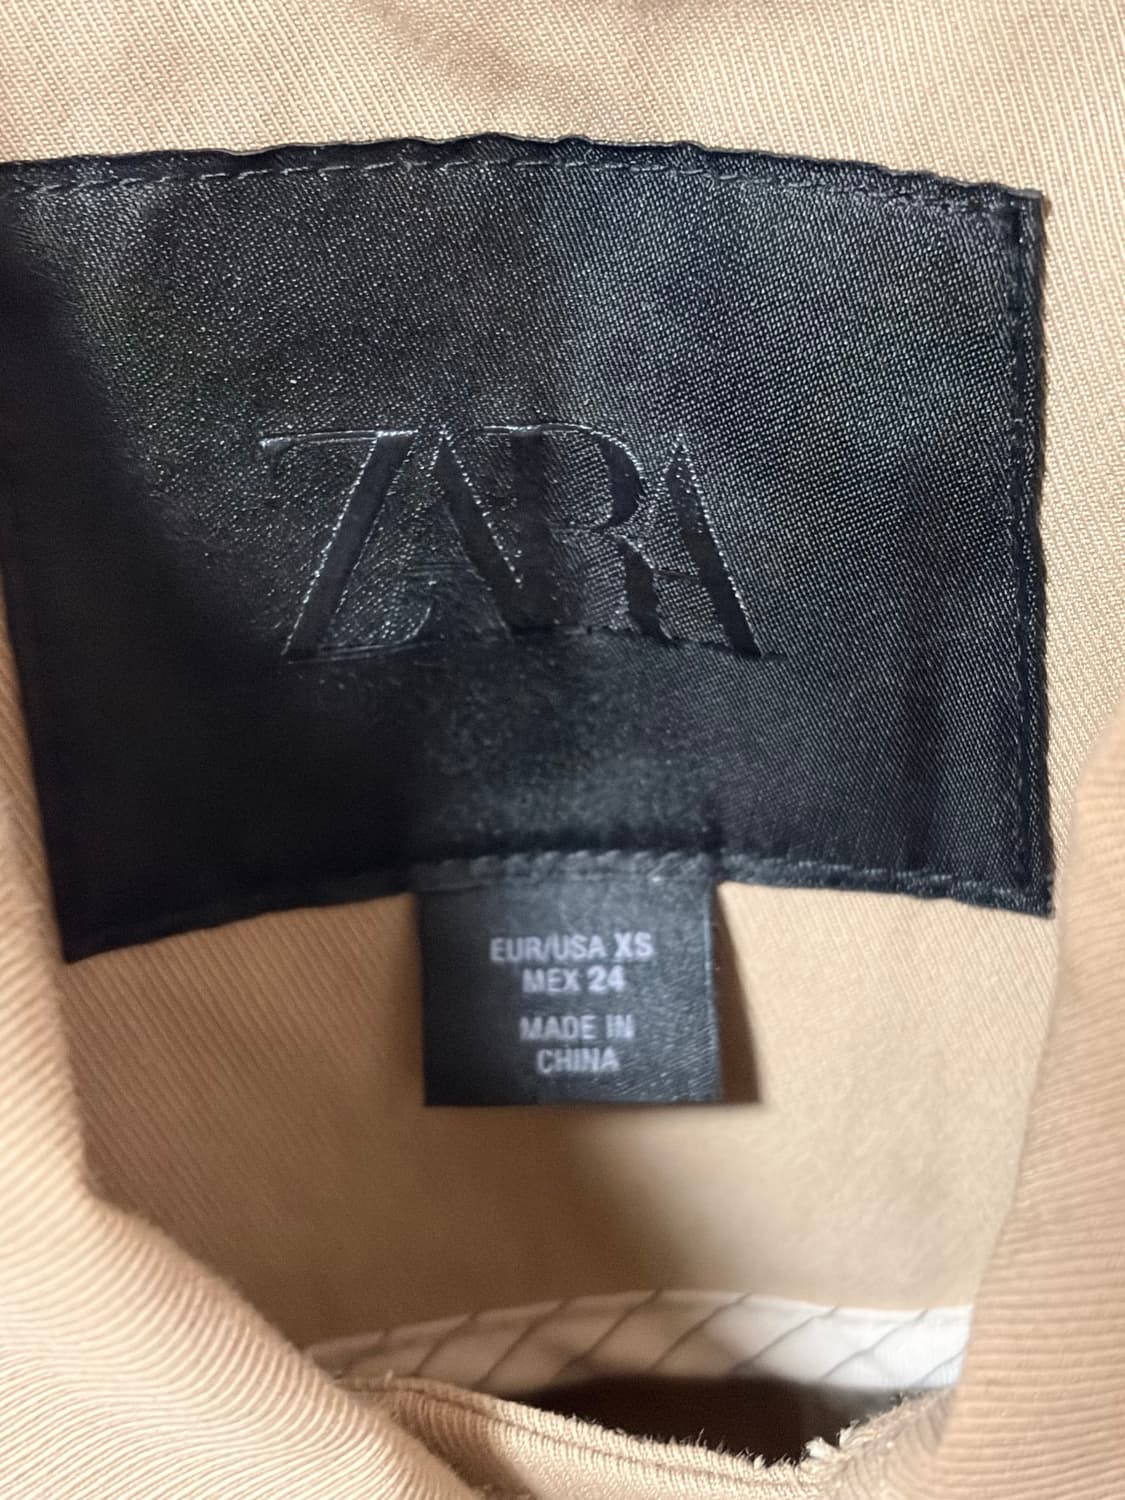 ZARA
EUR/USA XS
MEX 24
MADE IN
CHINA